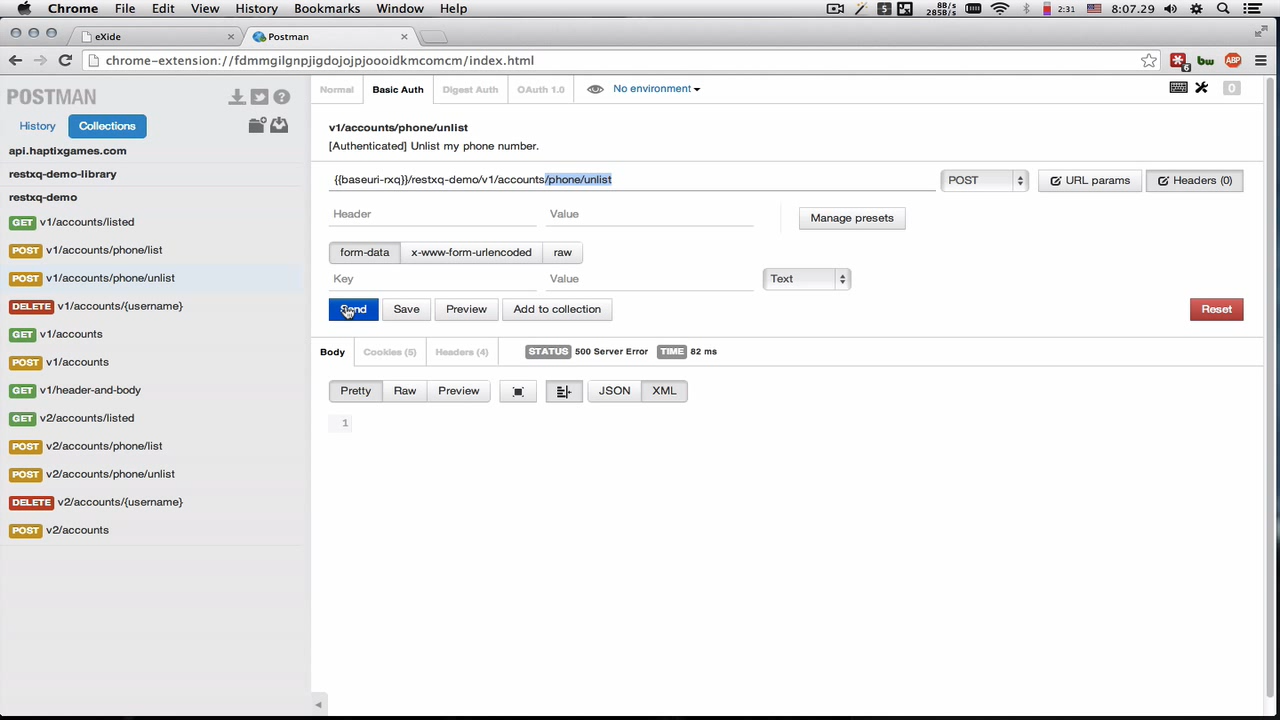 Chrome File Edit View History Bookmarks Window Help 5 8B/s 285B/s 2:31 8:07.29
eXide × Postman ×
chrome-extension://fdmmgilgnpjigdojojpjoooidkmcomcm/index.html 6 bw ABP
POSTMAN ?
Normal Basic Auth Digest Auth OAuth 1.0 No environment 0
History Collections
v1/accounts/phone/unlist
[Authenticated] Unlist my phone number.
api.haptixgames.com
restxq-demo-library
restxq-demo
GET v1/accounts/listed
POST v1/accounts/phone/list
POST v1/accounts/phone/unlist
DELETE v1/accounts/{username}
GET v1/accounts
POST v1/accounts
GET v1/header-and-body
GET v2/accounts/listed
POST v2/accounts/phone/list
POST v2/accounts/phone/unlist
DELETE v2/accounts/{username}
POST v2/accounts
{{baseuri-rxq}}/restxq-demo/v1/accounts/phone/unlist POST URL params Headers (0)
Header Value Manage presets
form-data x-www-form-urlencoded raw
Key Value Text
Send Save Preview Add to collection Reset
Body Cookies (5) Headers (4) STATUS 500 Server Error TIME 82 ms
Pretty Raw Preview JSON XML
1